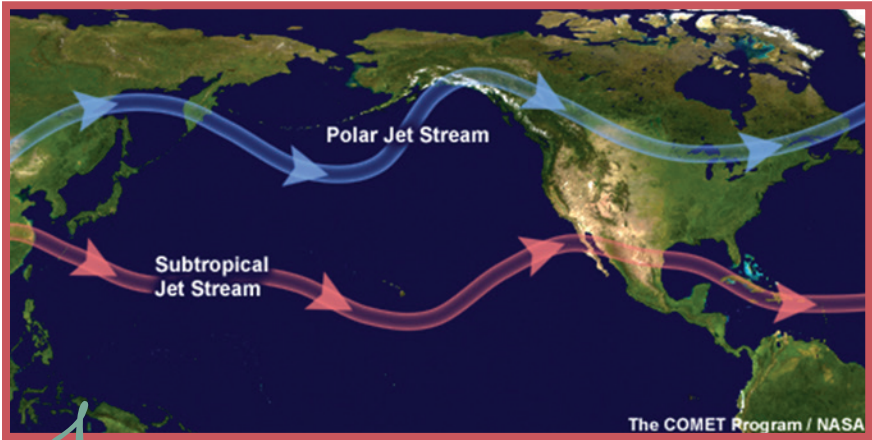 Polar Jet Stream
Subtropical
Jet Stream
The COMET Program / NASA